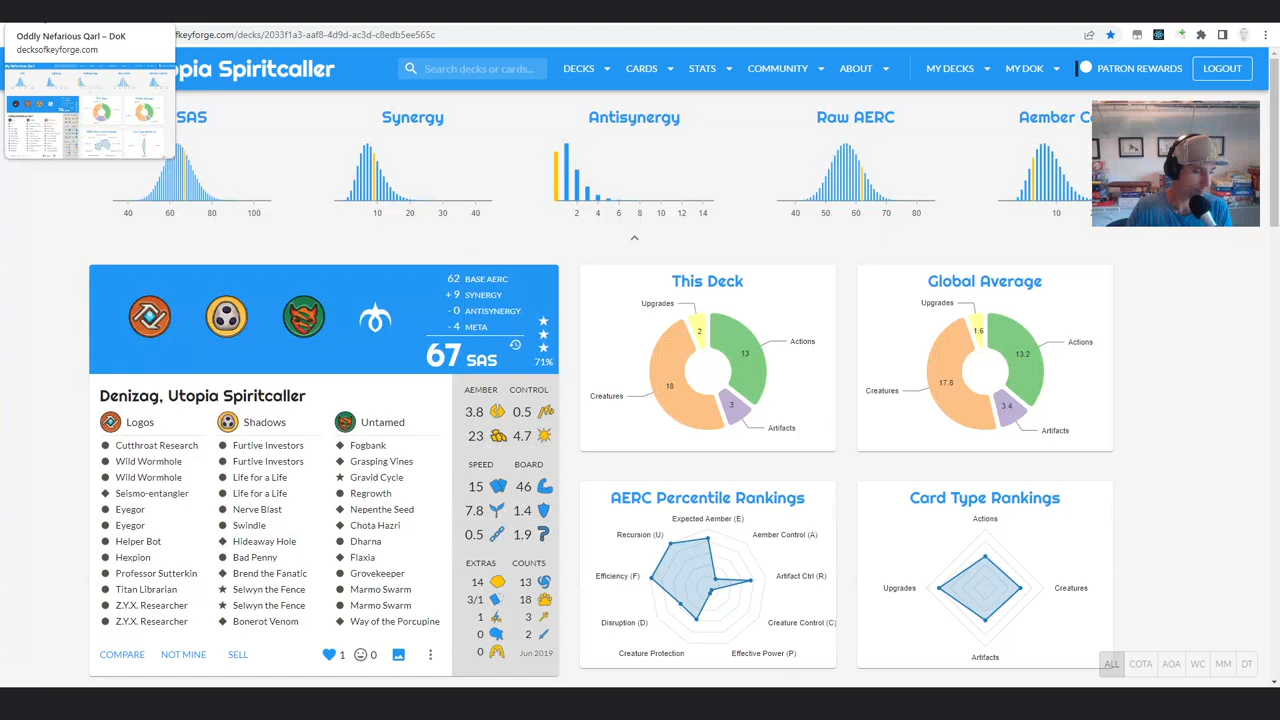 Oddly Nefarious Qarl – DoK
decksofkeyforge.com
ofkeyforge.com/decks/2033f1a3-aaf8-4d9d-ac3d-c8edb5ee565c
opia Spiritcaller
Search decks or cards...
DECKS
CARDS
STATS
COMMUNITY
ABOUT
MY DECKS
MY DOK
PATRON REWARDS
LOGOUT
SAS
Synergy
Antisynergy
Raw AERC
Aember Co
40 60 80 100
10 20 30 40
2 4 6 8 10 12 14
40 50 60 70 80
10
62 BASE AERC
+ 9 SYNERGY
- 0 ANTISYNERGY
- 4 META
67 SAS
71%
Denizag, Utopia Spiritcaller
Logos
Cutthroat Research
Wild Wormhole
Wild Wormhole
Seismo-entangler
Eyegor
Eyegor
Helper Bot
Hexpion
Professor Sutterkin
Titan Librarian
Z.Y.X. Researcher
Z.Y.X. Researcher
Shadows
Furtive Investors
Furtive Investors
Life for a Life
Life for a Life
Nerve Blast
Swindle
Hideaway Hole
Bad Penny
Brend the Fanatic
Selwyn the Fence
Selwyn the Fence
Bonerot Venom
Untamed
Fogbank
Grasping Vines
Gravid Cycle
Regrowth
Nepenthe Seed
Chota Hazri
Dharna
Flaxia
Grovekeeper
Marmo Swarm
Marmo Swarm
Way of the Porcupine
AEMBER CONTROL
3.8 0.5
23 4.7
SPEED BOARD
15 46
7.8 1.4
0.5 1.9
EXTRAS COUNTS
14 13
3/1 18
1 3
0 2
0 Jun 2019
COMPARE
NOT MINE
SELL
1
0
This Deck
Upgrades
2
13
Actions
18
Creatures
3
Artifacts
Global Average
Upgrades
1.6
13.2
Actions
17.8
Creatures
3.4
Artifacts
AERC Percentile Rankings
Expected Aember (E)
Recursion (U)
Aember Control (A)
Efficiency (F)
Artifact Ctrl (R)
Disruption (D)
Creature Control (C)
Creature Protection
Effective Power (P)
Card Type Rankings
Actions
Upgrades
Creatures
Artifacts
ALL
COTA
AOA
WC
MM
DT